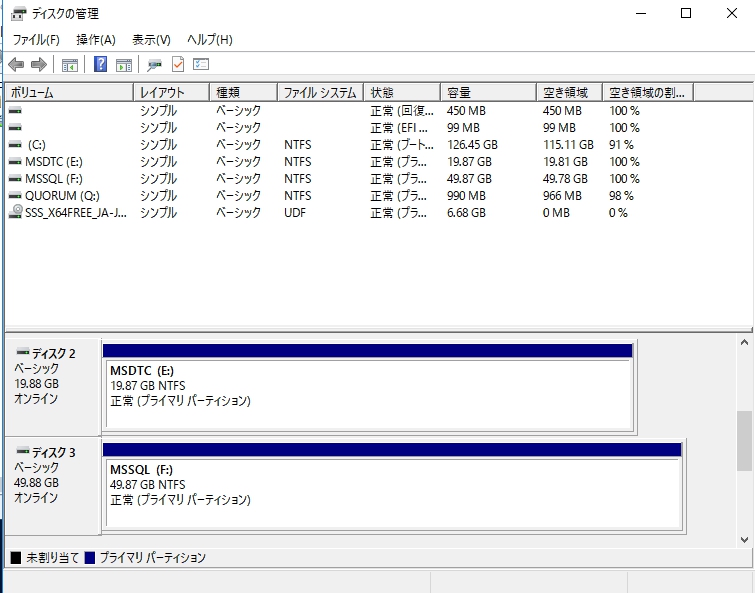 ディスクの管理
ファイル(F) 操作(A) 表示(V) ヘルプ(H)
ボリューム レイアウト 種類 ファイル システム 状態 容量 空き領域 空き領域の割...
シンプル ベーシック 正常 (回復... 450 MB 450 MB 100 %
シンプル ベーシック 正常 (EFI ... 99 MB 99 MB 100 %
(C:) シンプル ベーシック NTFS 正常 (ブート... 126.45 GB 115.11 GB 91 %
MSDTC (E:) シンプル ベーシック NTFS 正常 (プラ... 19.87 GB 19.81 GB 100 %
MSSQL (F:) シンプル ベーシック NTFS 正常 (プラ... 49.87 GB 49.78 GB 100 %
QUORUM (Q:) シンプル ベーシック NTFS 正常 (プラ... 990 MB 966 MB 98 %
SSS_X64FREE_JA-J... シンプル ベーシック UDF 正常 (プラ... 6.68 GB 0 MB 0 %
ディスク 2
ベーシック
19.88 GB
オンライン
MSDTC (E:)
19.87 GB NTFS
正常 (プライマリ パーティション)
ディスク 3
ベーシック
49.88 GB
オンライン
MSSQL (F:)
49.87 GB NTFS
正常 (プライマリ パーティション)
未割り当て プライマリ パーティション